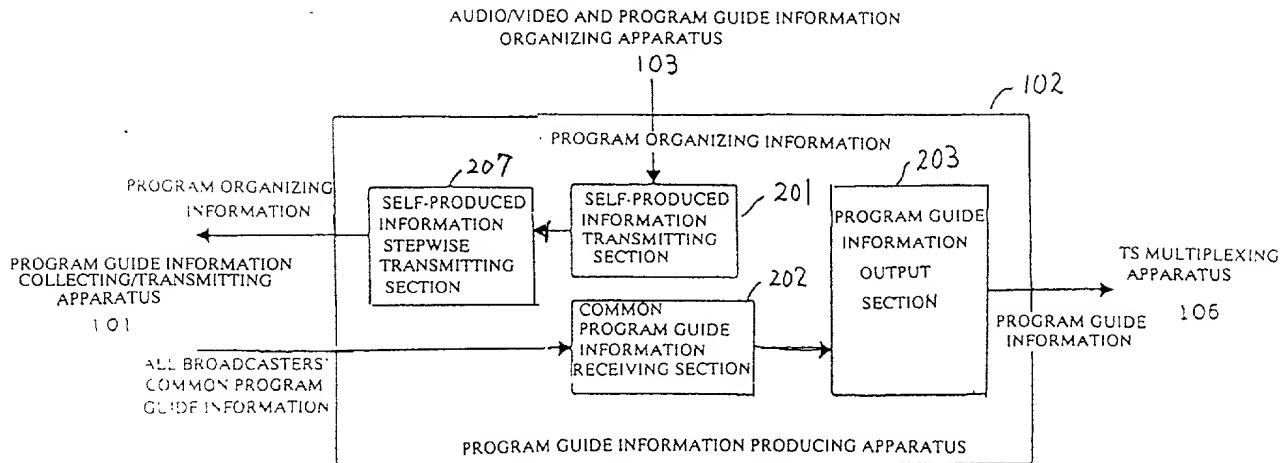 AUDIO/VIDEO AND PROGRAM GUIDE INFORMATION
ORGANIZING APPARATUS
103
102
PROGRAM ORGANIZING INFORMATION
207
203
PROGRAM ORGANIZING
INFORMATION
SELF-PRODUCED
INFORMATION
STEPWISE
TRANSMITTING
SECTION
SELF-PRODUCED
INFORMATION
TRANSMITTING
SECTION
201
PROGRAM GUIDE
INFORMATION
OUTPUT
SECTION
PROGRAM GUIDE INFORMATION
COLLECTING/TRANSMITTING
APPARATUS
101
202
TS MULTIPLEXING
APPARATUS
106
COMMON
PROGRAM GUIDE
INFORMATION
RECEIVING SECTION
PROGRAM GUIDE
INFORMATION
ALL BROADCASTERS'
COMMON PROGRAM
GUIDE INFORMATION
PROGRAM GUIDE INFORMATION PRODUCING APPARATUS